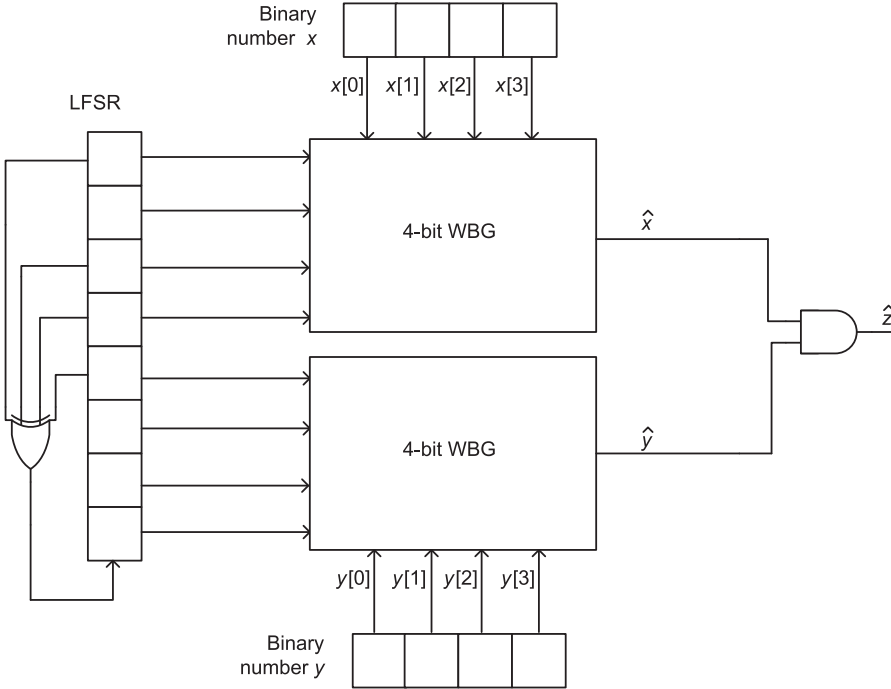 Binary
number x
x[0] x[1] x[2] x[3]
LFSR
4-bit WBG
x̂
ẑ
4-bit WBG
ŷ
y[0] y[1] y[2] y[3]
Binary
number y